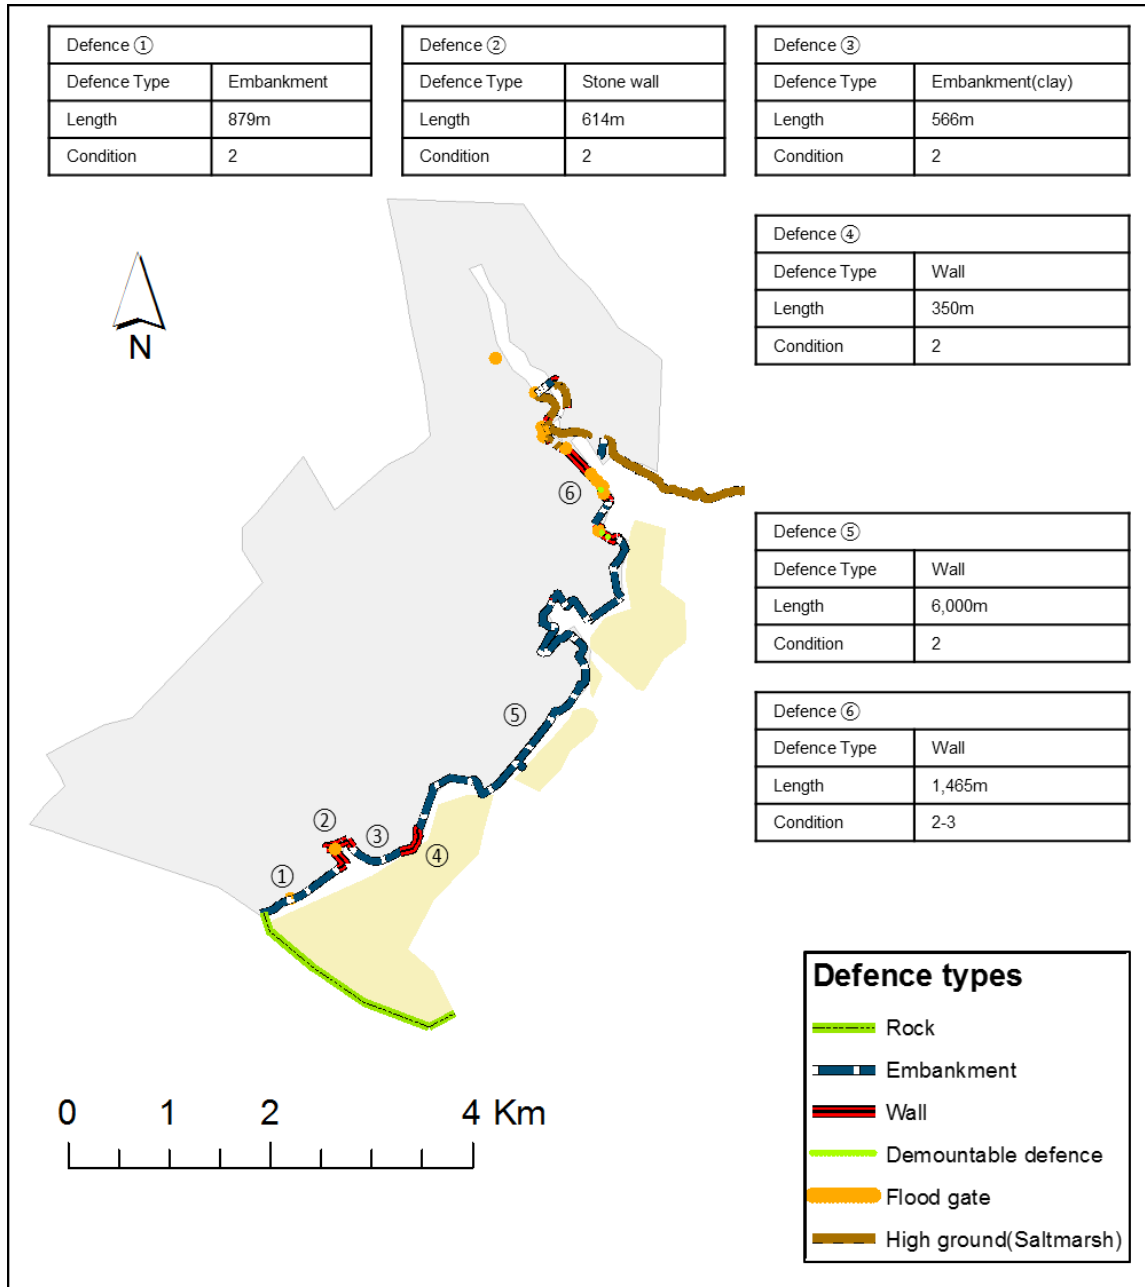 Defence ①
Defence Type Embankment
Length 879m
Condition 2
Defence ②
Defence Type Stone wall
Length 614m
Condition 2
Defence ③
Defence Type Embankment(clay)
Length 566m
Condition 2
Defence ④
Defence Type Wall
Length 350m
Condition 2
N
⑥
Defence ⑤
Defence Type Wall
Length 6,000m
Condition 2
⑤
Defence ⑥
Defence Type Wall
Length 1,465m
Condition 2-3
②
③
④
①
Defence types
Rock
Embankment
Wall
Demountable defence
Flood gate
High ground(Saltmarsh)
0 1 2 4 Km